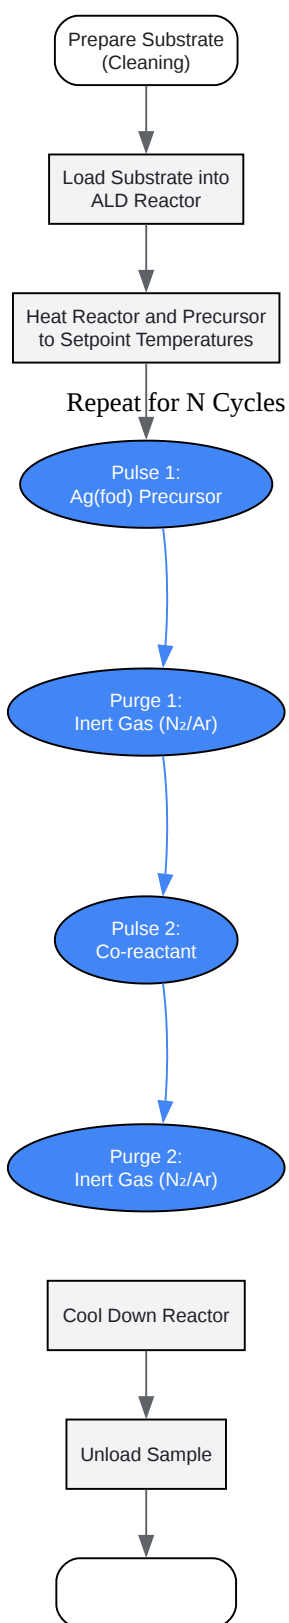 Prepare Substrate
(Cleaning)
Load Substrate into
ALD Reactor
Heat Reactor and Precursor
to Setpoint Temperatures
Repeat for N Cycles
Pulse 1:
Ag(fod) Precursor
Purge 1:
Inert Gas (N₂/Ar)
Pulse 2:
Co-reactant
Purge 2:
Inert Gas (N₂/Ar)
Cool Down Reactor
Unload Sample